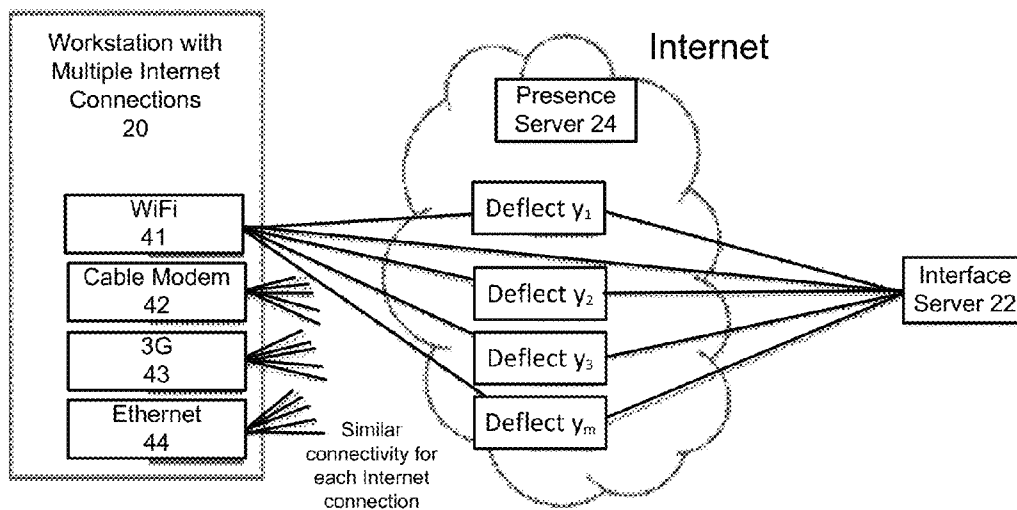 Workstation with
Multiple Internet
Connections
20
WiFi
41
Cable Modem
42
3G
43
Ethernet
44
Similar
connectivity for
each Internet
connection
Internet
Presence
Server 24
Deflect y₁
Deflect y₂
Deflect y₃
Deflect yₘ
Interface
Server 22